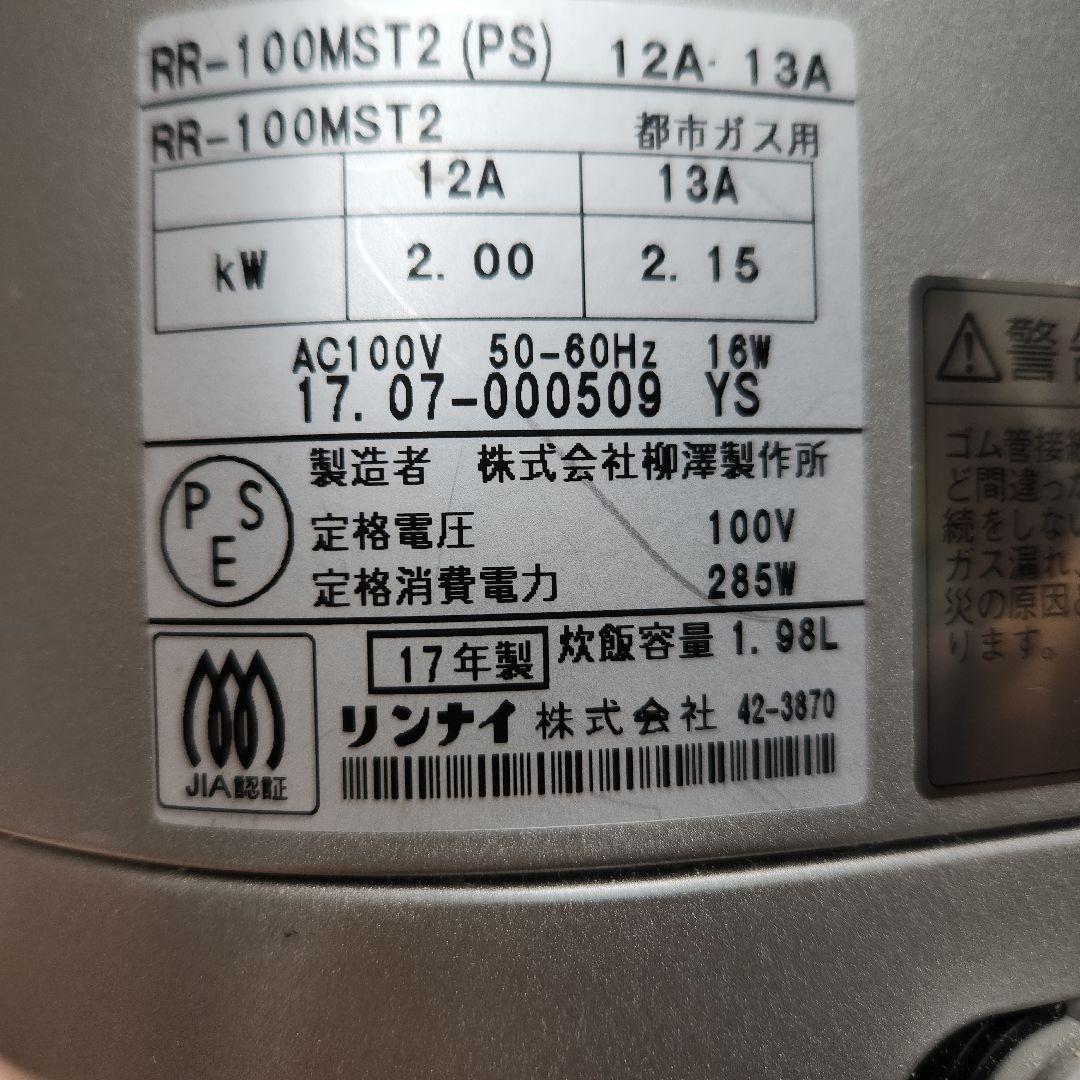 RR-100MST2(PS) 12A・13A
RR-100MST2 都市ガス用
12A 13A
kW 2.00 2.15
AC100V 50-60Hz 16W
17.07-000509 YS
PSE
製造者 株式会社柳澤製作所
定格電圧 100V
定格消費電力 285W
17年製 炊飯容量 1.98L
リンナイ 株式会社 42-3870
JIA認証
警告
ゴム管接続
ど間違った
続をしない
ガス漏れ、
災の原因と
ります。